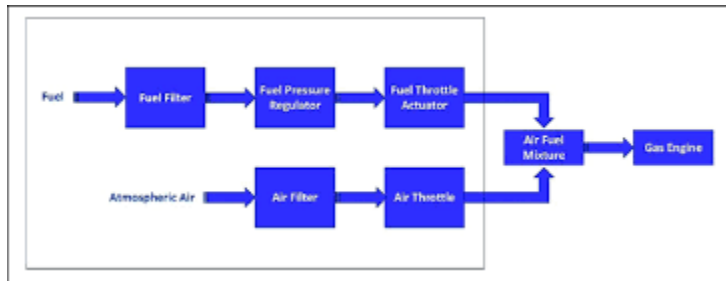 Fuel
Fuel Filter
Fuel Pressure
Regulator
Fuel Throttle
Actuator
Air Fuel
Mixture
Gas Engine
Atmospheric Air
Air Filter
Air Throttle